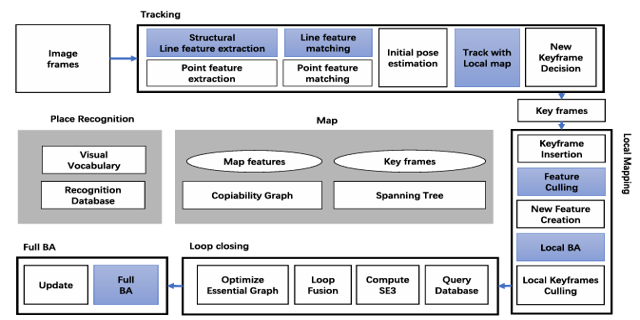 Tracking
Image
frames
Structural
Line feature extraction
Line feature
matching
Point feature
extraction
Point feature
matching
Initial pose
estimation
Track with
Local map
New
Keyframe
Decision
Key frames
Place Recognition
Visual
Vocabulary
Recognition
Database
Map
Map features
Key frames
Copiability Graph
Spanning Tree
Local Mapping
Keyframe
Insertion
Feature
Culling
New Feature
Creation
Local BA
Local Keyframes
Culling
Full BA
Update
Full
BA
Loop closing
Optimize
Essential Graph
Loop
Fusion
Compute
SE3
Query
Database